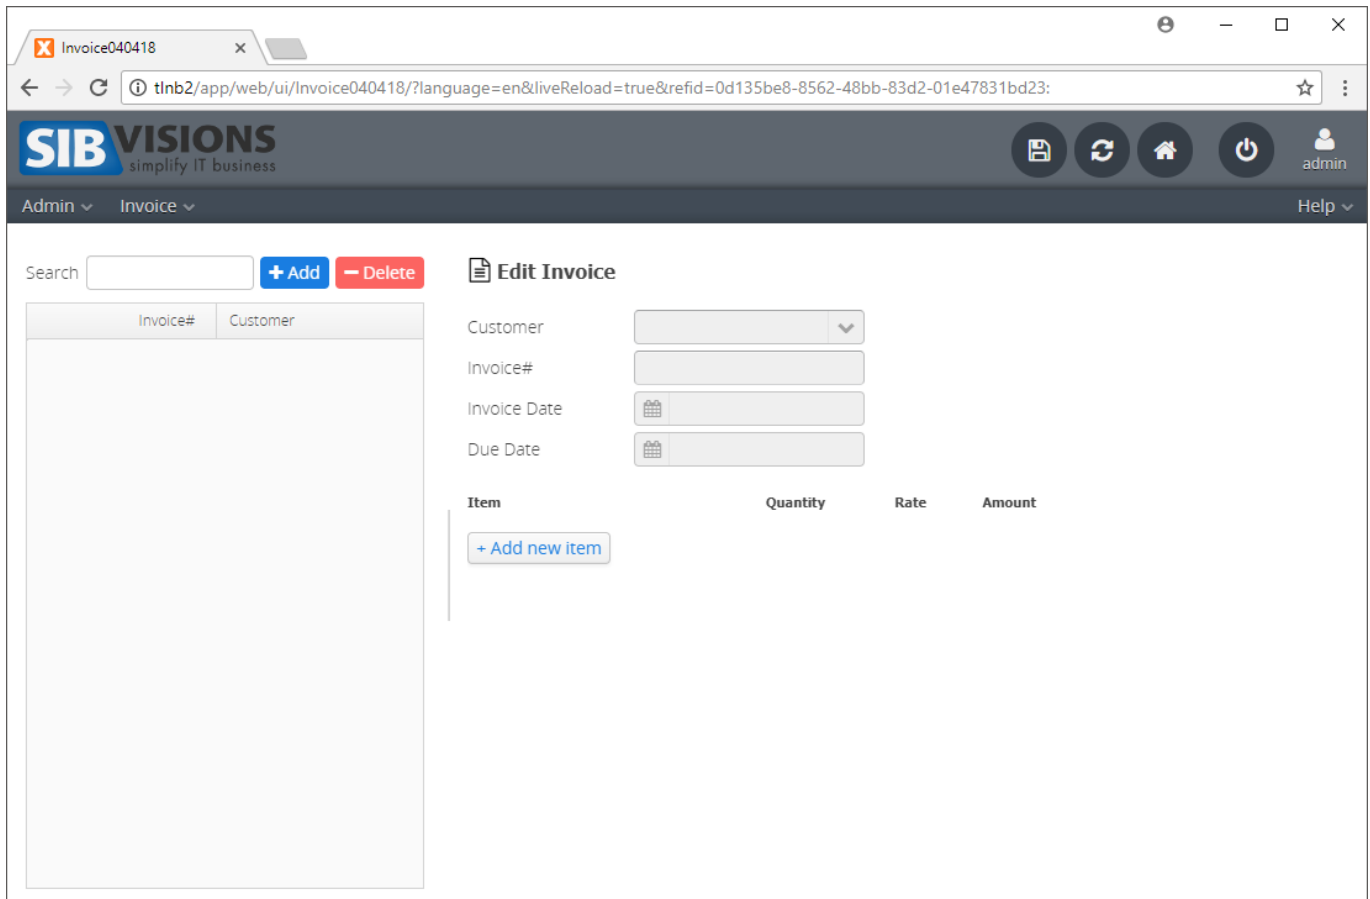 Invoice040418
tlnb2/app/web/ui/Invoice040418/?language=en&liveReload=true&refid=0d135be8-8562-48bb-83d2-01e47831bd23:
SIB VISIONS
simplify IT business
admin
Admin Invoice Help
Search + Add − Delete
Invoice# Customer
Edit Invoice
Customer
Invoice#
Invoice Date
Due Date
Item Quantity Rate Amount
+ Add new item